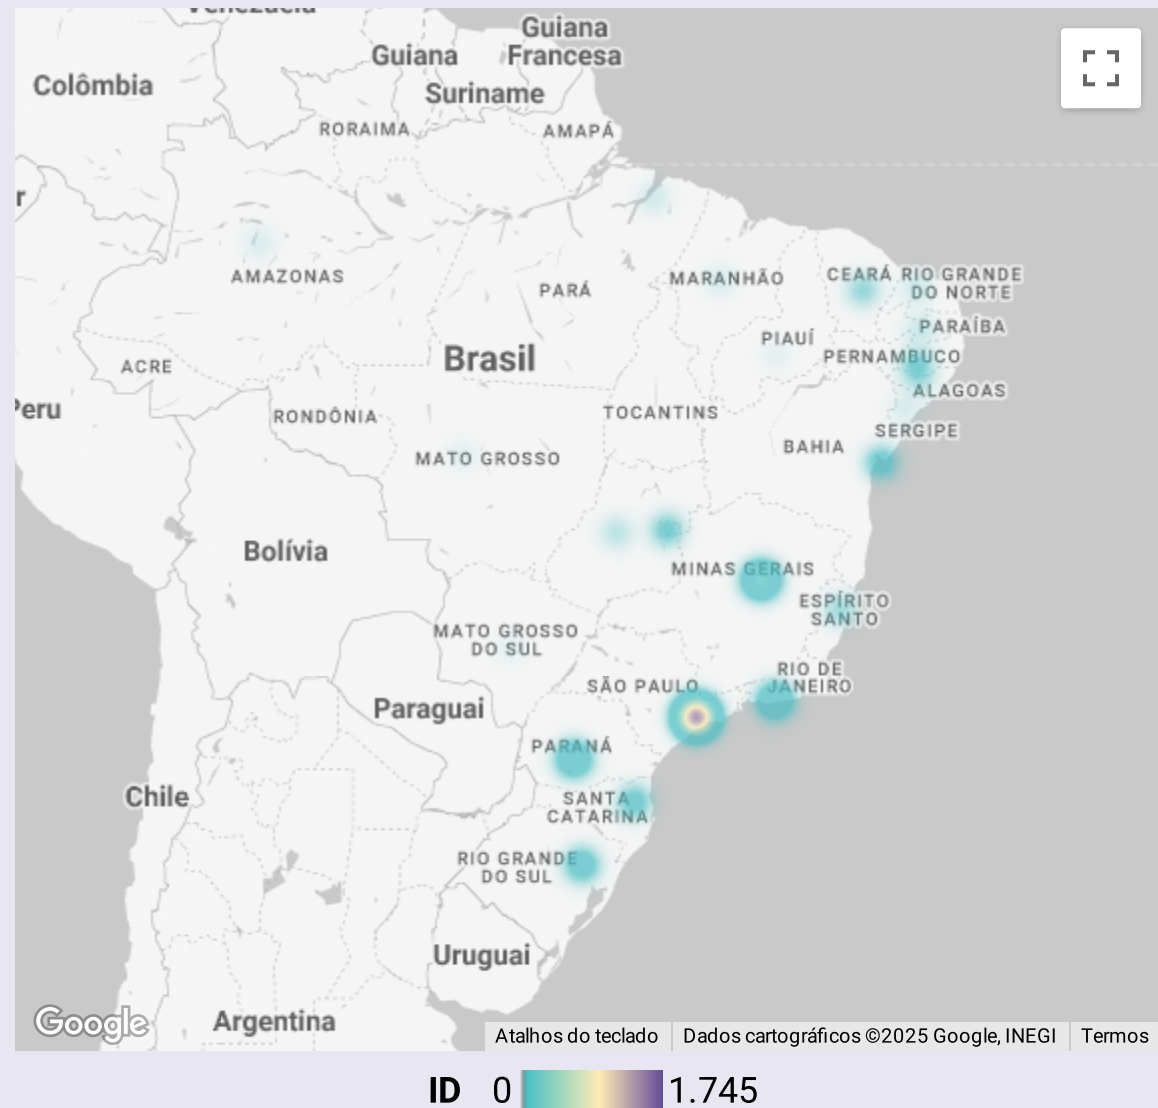 Venezuela
Guiana
Francesa
Guiana
Colômbia
Suriname
RORAIMA
AMAPÁ
r
AMAZONAS
PARÁ
MARANHÃO
CEARÁ
RIO GRANDE
DO NORTE
PARAÍBA
PIAUÍ
PERNAMBUCO
Brasil
ACRE
ALAGOAS
Peru
RONDÔNIA
TOCANTINS
SERGIPE
BAHIA
MATO GROSSO
Bolívia
MINAS GERAIS
ESPÍRITO
SANTO
MATO GROSSO
DO SUL
RIO DE
JANEIRO
SÃO PAULO
Paraguai
PARANÁ
Chile
SANTA
CATARINA
RIO GRANDE
DO SUL
Uruguai
Argentina
Google
Atalhos do teclado
Dados cartográficos ©2025 Google, INEGI
Termos
ID 0 1.745